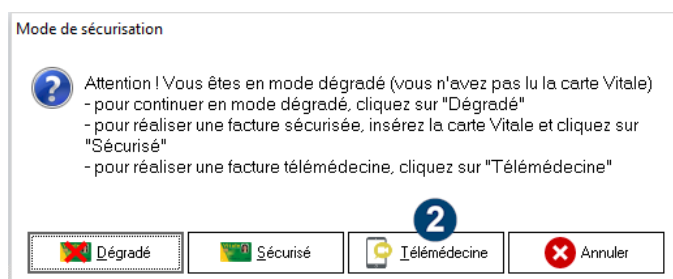 Mode de sécurisation
Attention ! Vous êtes en mode dégradé (vous n'avez pas lu la carte Vitale)
- pour continuer en mode dégradé, cliquez sur "Dégradé"
- pour réaliser une facture sécurisée, insérez la carte Vitale et cliquez sur
"Sécurisé"
- pour réaliser une facture télémédecine, cliquez sur "Télémédecine"
2
Dégradé Sécurisé Télémédecine Annuler